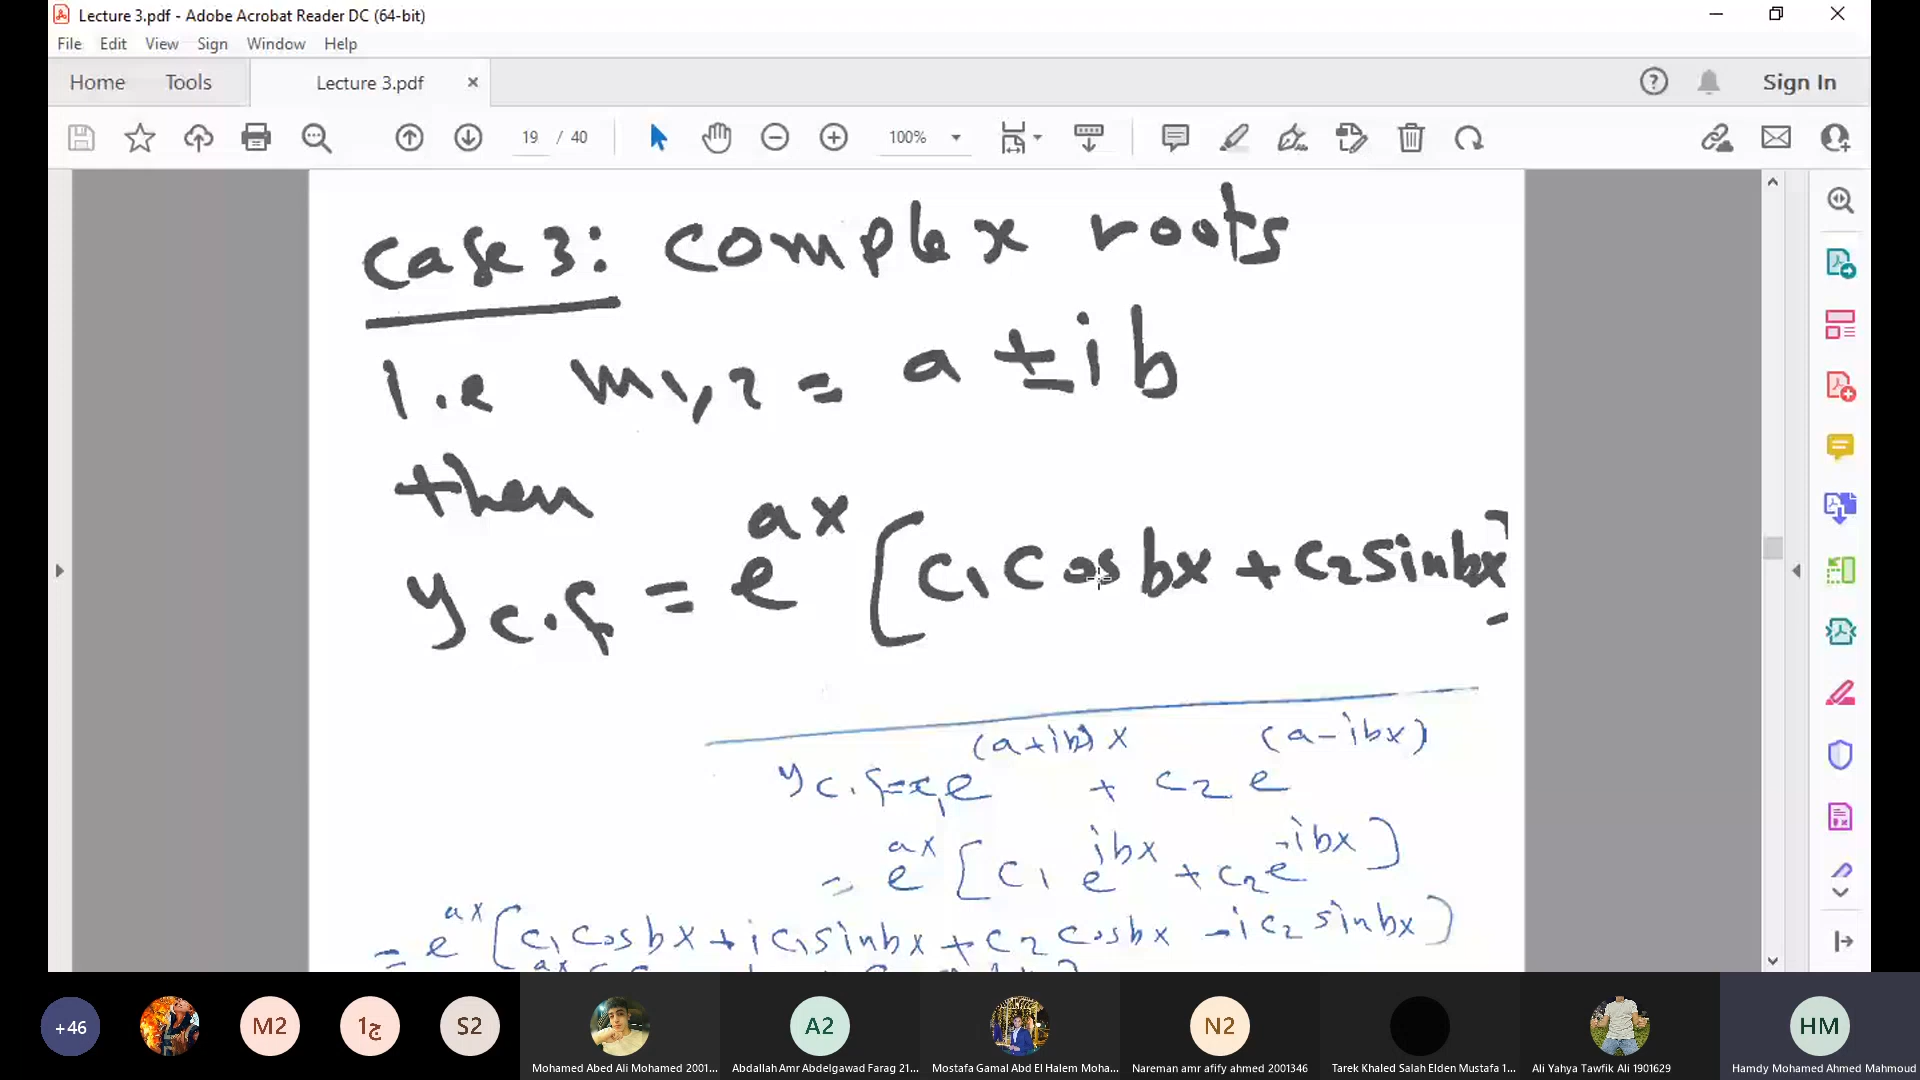 Lecture 3.pdf - Adobe Acrobat Reader DC (64-bit)
File Edit View Sign Window Help
Home Tools Lecture 3.pdf × Sign In
19 / 40 100%
Case 3: Complex roots
I.e m1,2 = a ± ib
then
y c.f = e^ax [c1 cos bx + c2 sin bx]
y c.f = c1 e^(a+ib)x + c2 e^(a-ibx)
= e^ax [c1 e^ibx + c2 e^-ibx]
= e^ax [c1 cos bx + i c1 sin bx + c2 cos bx - i c2 sin bx]
+46 M2 ج1 S2 A2 N2 HM
Mohamed Abed Ali Mohamed 2001... Abdallah Amr Abdelgawad Farag 21... Mostafa Gamal Abd El Halem Moha... Nareman amr afify ahmed 2001346 Tarek Khaled Salah Elden Mustafa 1... Ali Yahya Tawfik Ali 1901629 Hamdy Mohamed Ahmed Mahmoud